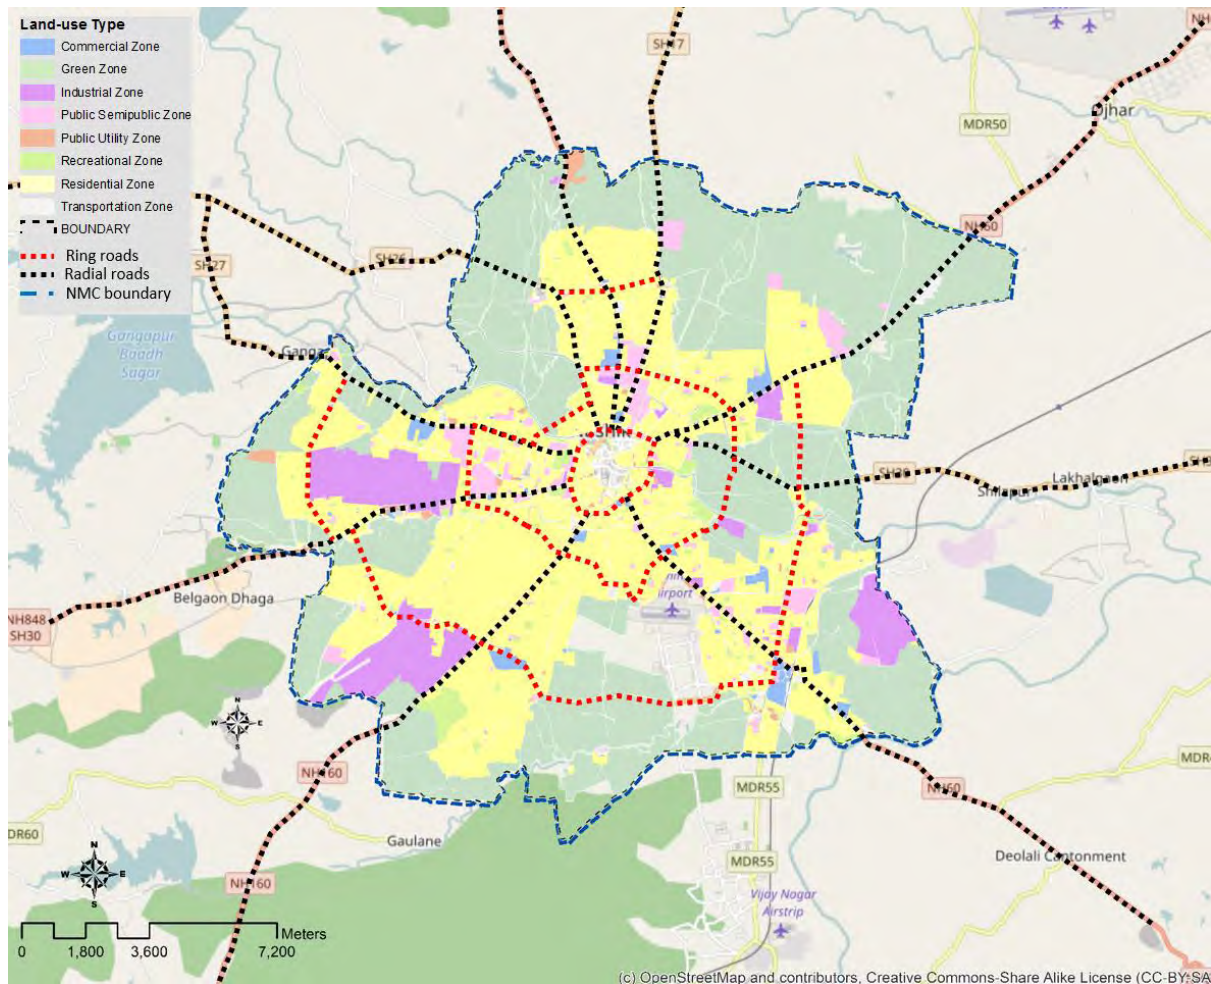 Land-use Type
Commercial Zone
Green Zone
Industrial Zone
Public Semipublic Zone
Public Utility Zone
Recreational Zone
Residential Zone
Transportation Zone
BOUNDARY
Ring roads
Radial roads
NMC boundary
SH17
MDR50
Ojhar
NH60
SH26
SH27
Gangapur
Baadh
Sagar
Lakhalgaon
Shilapur
airport
Belgaon Dhaga
NH848
SH30
NH160
MDR55
NH60
DR60
Gaulane
MDR55
Deolali Cantonment
NH160
Vijay Nagar
Airstrip
N
W E
S
N
W E
S
Meters
0 1,800 3,600 7,200
(c) OpenStreetMap and contributors, Creative Commons-Share Alike License (CC-BY-SA